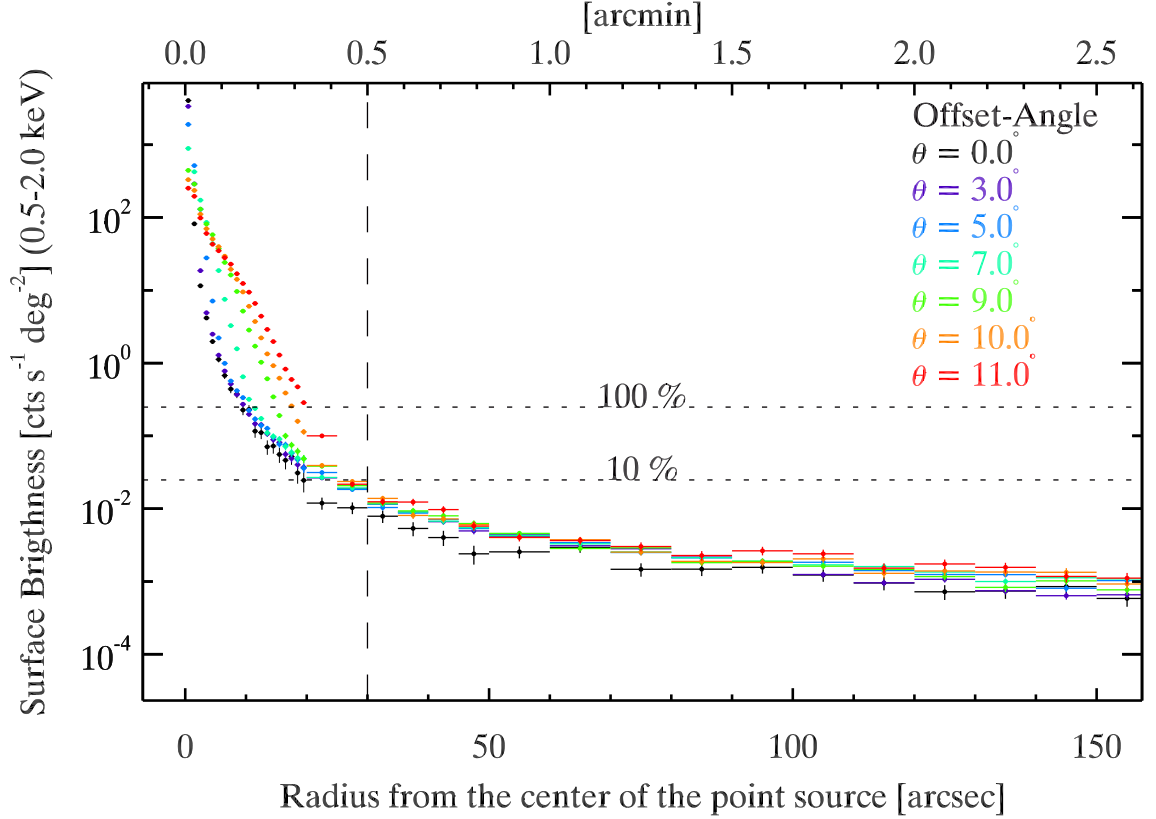 [arcmin]
0.0 0.5 1.0 1.5 2.0 2.5
Surface Brigthness [cts s⁻¹ deg⁻²] (0.5-2.0 keV)
10²
10⁰
10⁻²
10⁻⁴
Offset-Angle
θ = 0.0°
θ = 3.0°
θ = 5.0°
θ = 7.0°
θ = 9.0°
θ = 10.0°
θ = 11.0°
100 %
10 %
0 50 100 150
Radius from the center of the point source [arcsec]